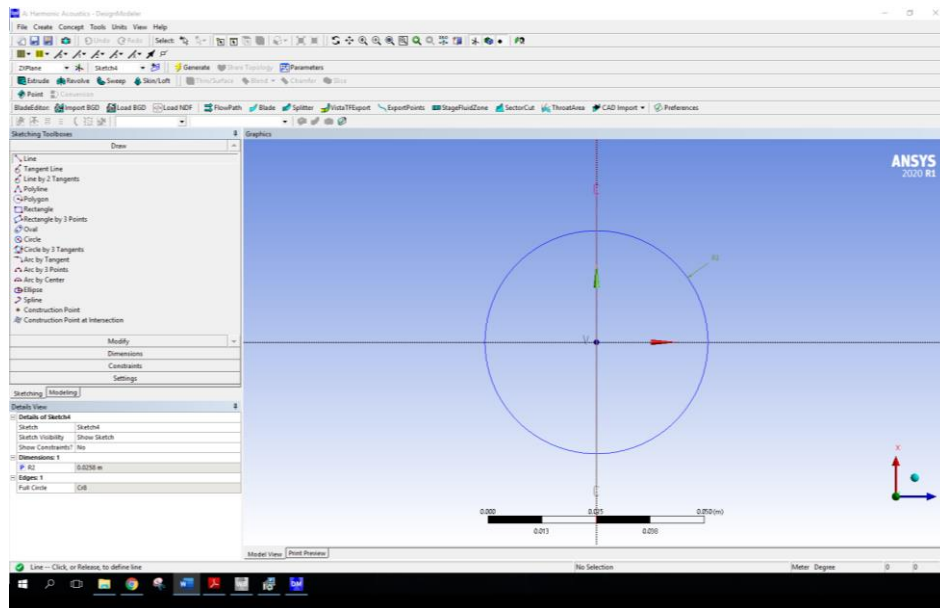 A: Harmonic Acoustics - DesignModeler
File Create Concept Tools Units View Help
Undo Redo Select:
ZXPlane Sketch4 Generate Share Topology Parameters
Extrude Revolve Sweep Skin/Loft Thin/Surface Blend Chamfer Slice
Point Conversion
BladeEditor: Import BGD Load BGD Load NDF FlowPath Blade Splitter VistaTFExport ExportPoints StageFluidZone SectorCut ThroatArea CAD Import Preferences
Sketching Toolboxes Graphics
Draw
Line
Tangent Line
Line by 2 Tangents
Polyline
Polygon
Rectangle
Rectangle by 3 Points
Oval
Circle
Circle by 3 Tangents
Arc by Tangent
Arc by 3 Points
Arc by Center
Ellipse
Spline
Construction Point
Construction Point at Intersection
Modify
Dimensions
Constraints
Settings
Sketching Modeling
Details View
Details of Sketch4
Sketch Sketch4
Sketch Visibility Show Sketch
Show Constraints? No
Dimensions: 1
P R2 0.0258 m
Edges: 1
Full Circle Cr8
ANSYS
2020 R1
C
V
C
X
0.000 0.025 0.050 (m)
0.013 0.038
Model View Print Preview
Line -- Click, or Release, to define line No Selection Meter Degree 0 0